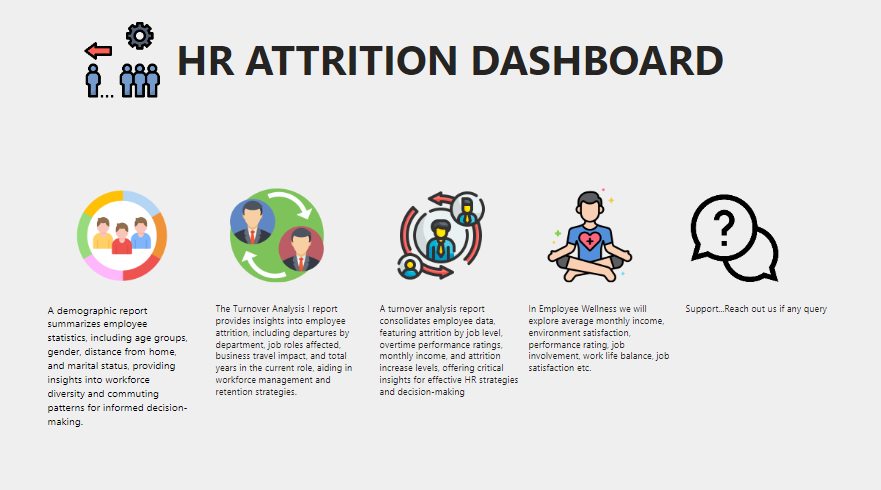 HR ATTRITION DASHBOARD
?
A demographic report
summarizes employee
statistics, including age groups,
gender, distance from home,
and marital status, providing
insights into workforce
diversity and commuting
patterns for informed decision-
making.
The Turnover Analysis I report
provides insights into employee
attrition, including departures by
department, job roles affected,
business travel impact, and total
years in the current role, aiding in
workforce management and
retention strategies.
A turnover analysis report
consolidates employee data,
featuring attrition by job level,
overtime performance ratings,
monthly income, and attrition
increase levels, offering critical
insights for effective HR strategies
and decision-making
In Employee Wellness we will
explore average monthly income,
environment satisfaction,
performance rating, job
involvement, work life balance, job
satisfaction etc.
Support...Reach out us if any query